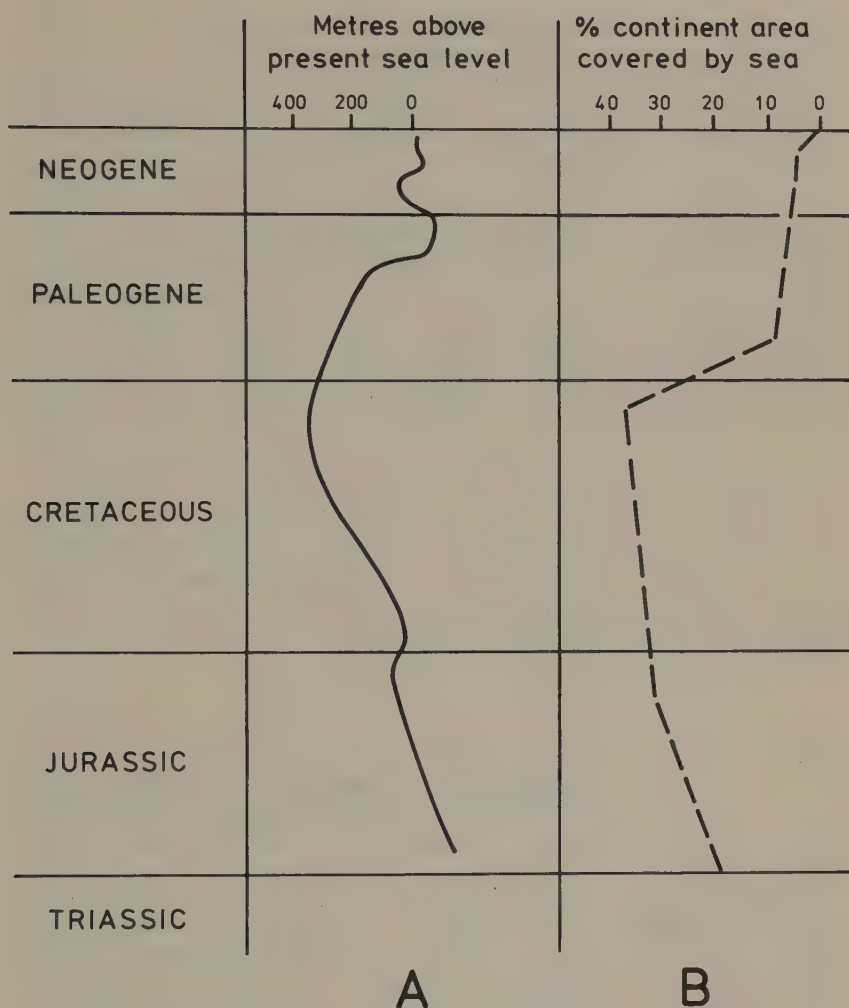 Metres above
present sea level
% continent area
covered by sea
400 200 0
40 30 20 10 0
NEOGENE
PALEOGENE
CRETACEOUS
JURASSIC
TRIASSIC
A
B